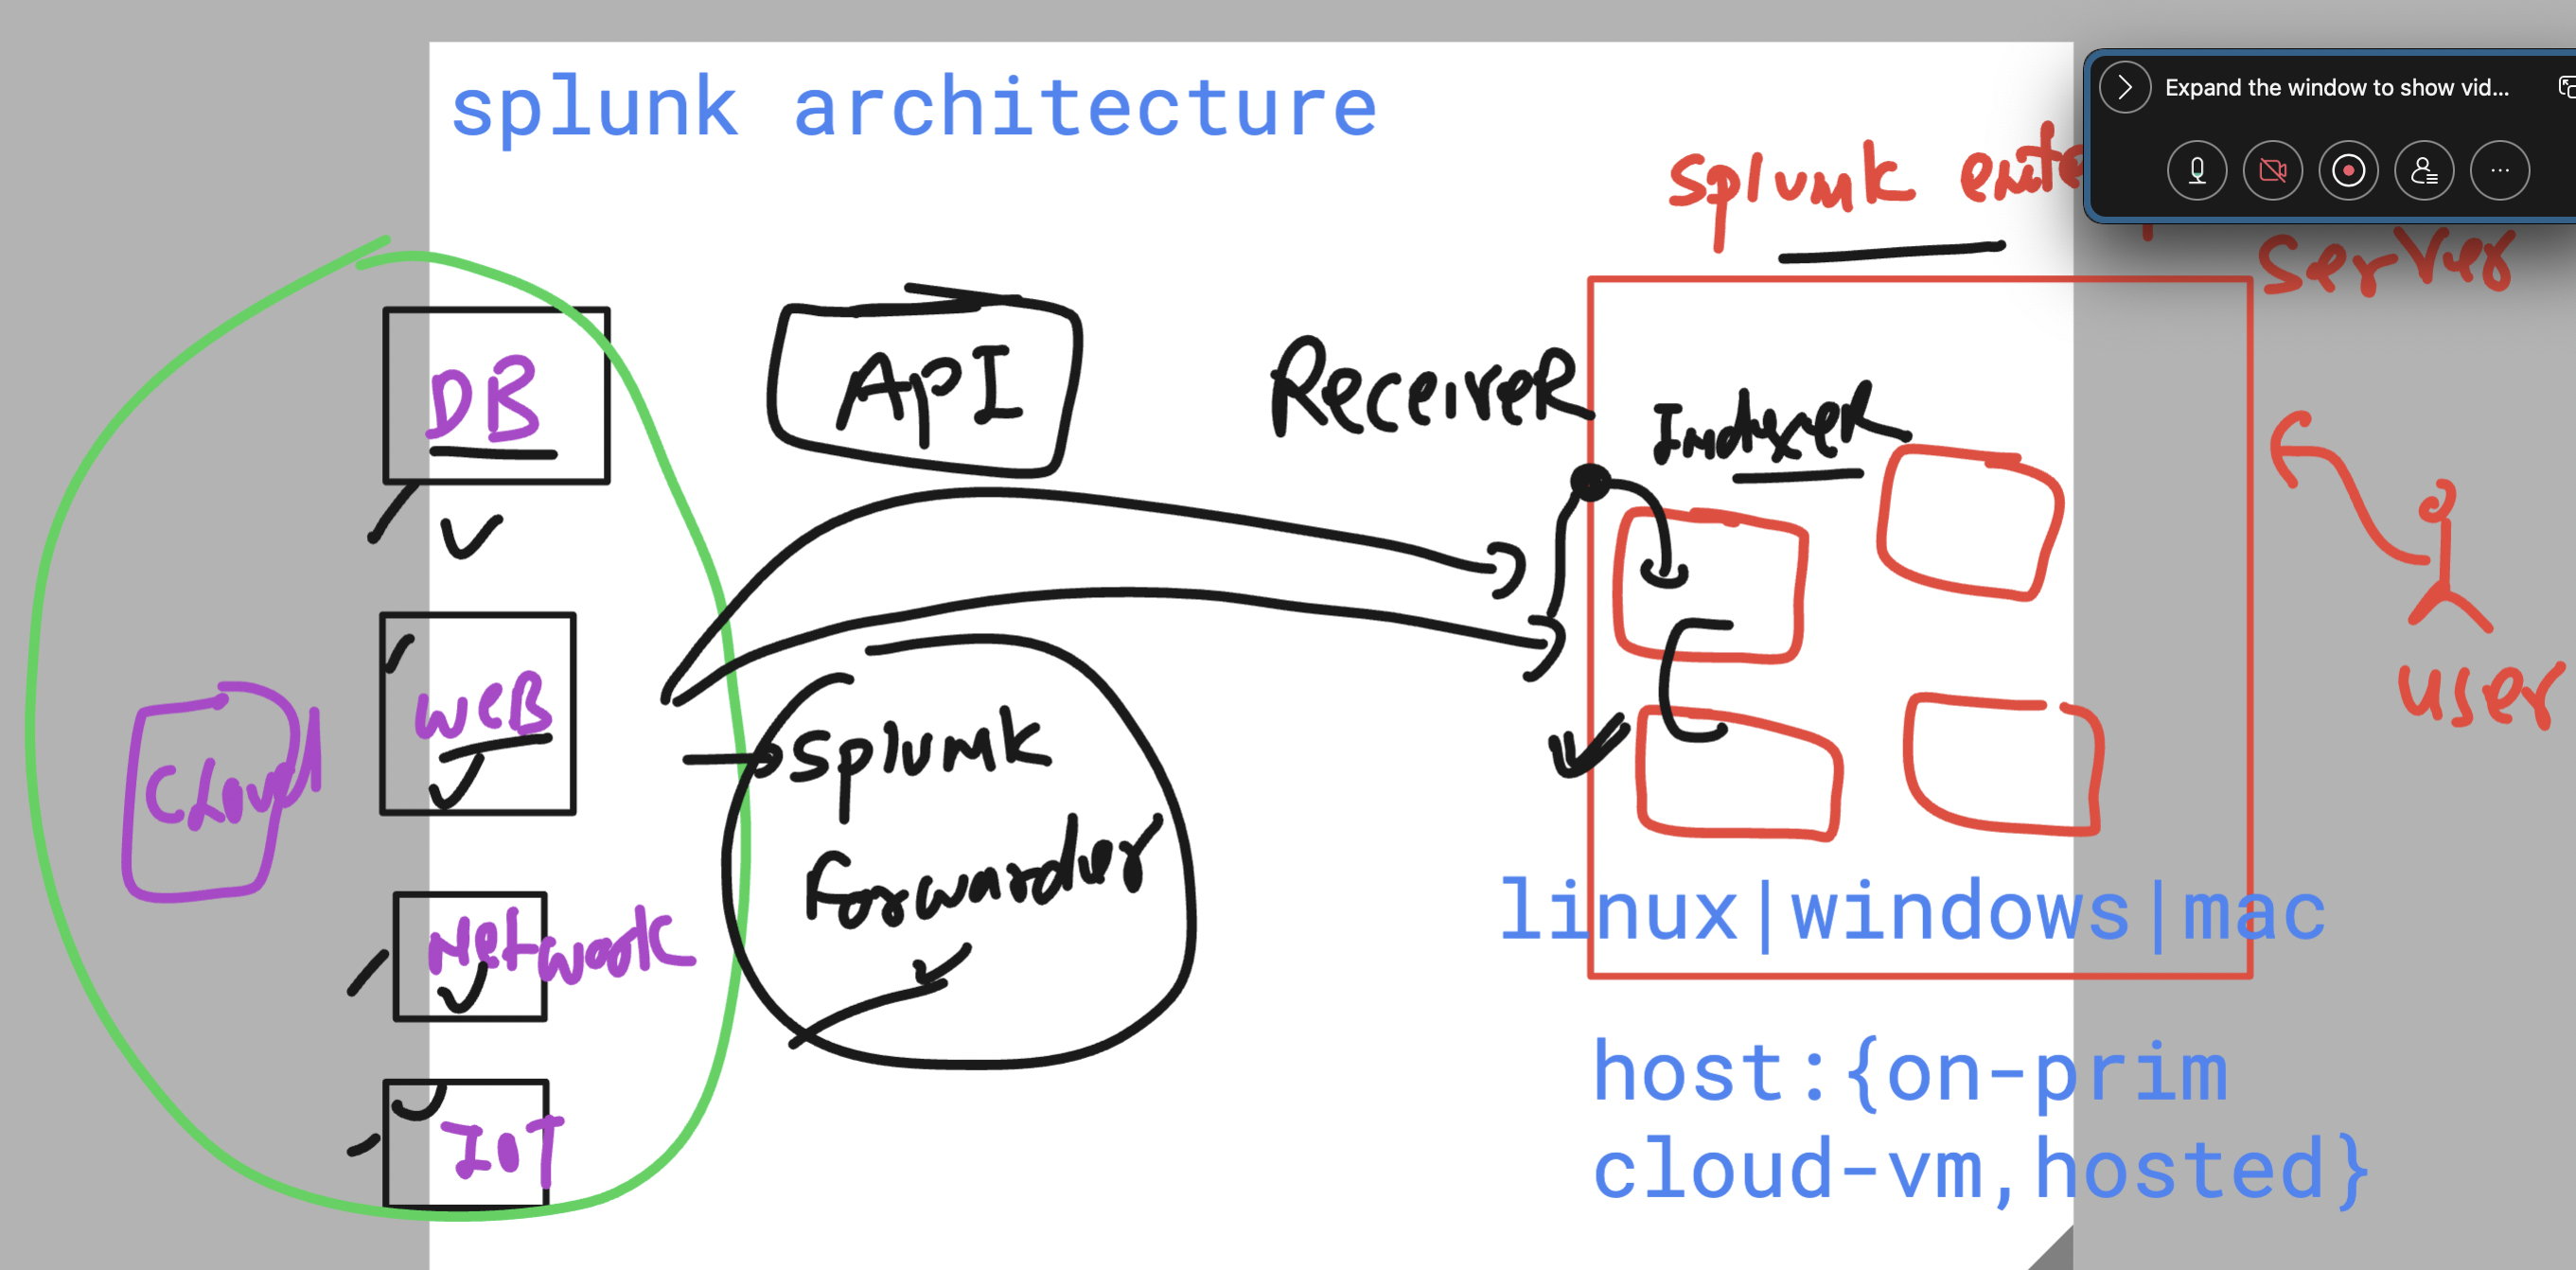 splunk architecture
Expand the window to show vid...
splunk ente
server
API
Receiver
Indexer
DB
splunk
forwarder
WEB
cloud
Network
IOT
user
linux|windows|mac
host:{on-prim
cloud-vm,hosted}